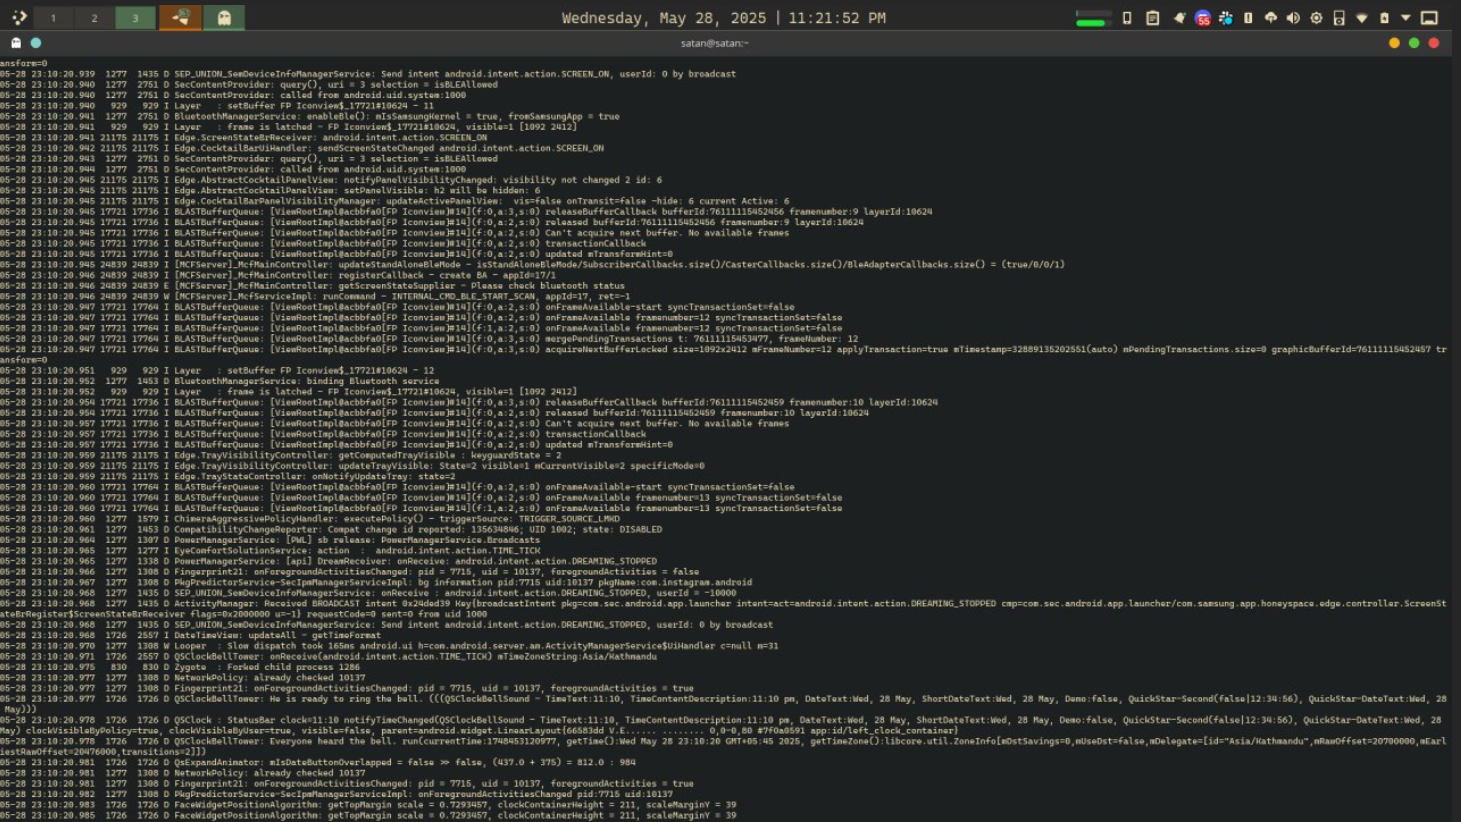 1 2 3 Wednesday, May 28, 2025 | 11:21:52 PM 55
satan@satan:~
ansform=0
05-28 23:10:20.939 1277 1435 D SEP_UNION_SemDeviceInfoManagerService: Send intent android.intent.action.SCREEN_ON, userId: 0 by broadcast
05-28 23:10:20.940 1277 2751 D SecContentProvider: query(), uri = 3 selection = isBLEAllowed
05-28 23:10:20.940 1277 2751 D SecContentProvider: called from android.uid.system:1000
05-28 23:10:20.940 929 929 I Layer : setBuffer FP Iconview$_17721#10624 - 11
05-28 23:10:20.941 1277 2751 D BluetoothManagerService: enableBle(): mIsSamsungKernel = true, fromSamsungApp = true
05-28 23:10:20.941 929 929 I Layer : frame is latched - FP Iconview$_17721#10624, visible=1 [1092 2412]
05-28 23:10:20.941 21175 21175 I Edge.ScreenStateBrReceiver: android.intent.action.SCREEN_ON
05-28 23:10:20.942 21175 21175 I Edge.CocktailBarUiHandler: sendScreenStateChanged android.intent.action.SCREEN_ON
05-28 23:10:20.943 1277 2751 D SecContentProvider: query(), uri = 3 selection = isBLEAllowed
05-28 23:10:20.944 1277 2751 D SecContentProvider: called from android.uid.system:1000
05-28 23:10:20.945 21175 21175 I Edge.AbstractCocktailPanelView: notifyPanelVisibilityChanged: visibility not changed 2 id: 6
05-28 23:10:20.945 21175 21175 I Edge.AbstractCocktailPanelView: setPanelVisible: h2 will be hidden: 6
05-28 23:10:20.945 21175 21175 I Edge.CocktailBarPanelVisibilityManager: updateActivePanelView: vis=false onTransit=false -hide: 6 current Active: 6
05-28 23:10:20.945 17721 17736 I BLASTBufferQueue: [ViewRootImpl@acbbfa0[FP Iconview]#14](f:0,a:3,s:0) releaseBufferCallback bufferId:76111115452456 framenumber:9 layerId:10624
05-28 23:10:20.945 17721 17736 I BLASTBufferQueue: [ViewRootImpl@acbbfa0[FP Iconview]#14](f:0,a:2,s:0) released bufferId:76111115452456 framenumber:9 layerId:10624
05-28 23:10:20.945 17721 17736 I BLASTBufferQueue: [ViewRootImpl@acbbfa0[FP Iconview]#14](f:0,a:2,s:0) Can't acquire next buffer. No available frames
05-28 23:10:20.945 17721 17736 I BLASTBufferQueue: [ViewRootImpl@acbbfa0[FP Iconview]#14](f:0,a:2,s:0) transactionCallback
05-28 23:10:20.945 17721 17736 I BLASTBufferQueue: [ViewRootImpl@acbbfa0[FP Iconview]#14](f:0,a:2,s:0) updated mTransformHint=0
05-28 23:10:20.945 24839 24839 I [MCFServer]_McfMainController: updateStandAloneBleMode - isStandAloneBleMode/SubscriberCallbacks.size()/CasterCallbacks.size()/BleAdapterCallbacks.size() = (true/0/0/1)
05-28 23:10:20.946 24839 24839 I [MCFServer]_McfMainController: registerCallback - create BA - appId=17/1
05-28 23:10:20.946 24839 24839 E [MCFServer]_McfMainController: getScreenStateSupplier - Please check bluetooth status
05-28 23:10:20.946 24839 24839 W [MCFServer]_McfServiceImpl: runCommand - INTERNAL_CMD_BLE_START_SCAN, appId=17, ret=-1
05-28 23:10:20.947 17721 17764 I BLASTBufferQueue: [ViewRootImpl@acbbfa0[FP Iconview]#14](f:0,a:2,s:0) onFrameAvailable-start syncTransactionSet=false
05-28 23:10:20.947 17721 17764 I BLASTBufferQueue: [ViewRootImpl@acbbfa0[FP Iconview]#14](f:0,a:2,s:0) onFrameAvailable framenumber=12 syncTransactionSet=false
05-28 23:10:20.947 17721 17764 I BLASTBufferQueue: [ViewRootImpl@acbbfa0[FP Iconview]#14](f:1,a:2,s:0) onFrameAvailable framenumber=12 syncTransactionSet=false
05-28 23:10:20.947 17721 17764 I BLASTBufferQueue: [ViewRootImpl@acbbfa0[FP Iconview]#14](f:0,a:3,s:0) mergePendingTransactions t: 76111115453477, frameNumber: 12
05-28 23:10:20.947 17721 17764 I BLASTBufferQueue: [ViewRootImpl@acbbfa0[FP Iconview]#14](f:0,a:3,s:0) acquireNextBufferLocked size=1092x2412 mFrameNumber=12 applyTransaction=true mTimestamp=32889135202551(auto) mPendingTransactions.size=0 graphicBufferId=76111115452457 tr
ansform=0
05-28 23:10:20.951 929 929 I Layer : setBuffer FP Iconview$_17721#10624 - 12
05-28 23:10:20.952 1277 1453 D BluetoothManagerService: binding Bluetooth service
05-28 23:10:20.952 929 929 I Layer : frame is latched - FP Iconview$_17721#10624, visible=1 [1092 2412]
05-28 23:10:20.954 17721 17736 I BLASTBufferQueue: [ViewRootImpl@acbbfa0[FP Iconview]#14](f:0,a:3,s:0) releaseBufferCallback bufferId:76111115452459 framenumber:10 layerId:10624
05-28 23:10:20.957 17721 17736 I BLASTBufferQueue: [ViewRootImpl@acbbfa0[FP Iconview]#14](f:0,a:2,s:0) released bufferId:76111115452459 framenumber:10 layerId:10624
05-28 23:10:20.957 17721 17736 I BLASTBufferQueue: [ViewRootImpl@acbbfa0[FP Iconview]#14](f:0,a:2,s:0) Can't acquire next buffer. No available frames
05-28 23:10:20.957 17721 17736 I BLASTBufferQueue: [ViewRootImpl@acbbfa0[FP Iconview]#14](f:0,a:2,s:0) transactionCallback
05-28 23:10:20.957 17721 17736 I BLASTBufferQueue: [ViewRootImpl@acbbfa0[FP Iconview]#14](f:0,a:2,s:0) updated mTransformHint=0
05-28 23:10:20.959 21175 21175 I Edge.TrayVisibilityController: getComputedTrayVisible : keyguardState = 2
05-28 23:10:20.959 21175 21175 I Edge.TrayVisibilityController: updateTrayVisible: State=2 visible=1 mCurrentVisible=2 specificMode=0
05-28 23:10:20.959 21175 21175 I Edge.TrayStateController: onNotifyUpdateTray: state=2
05-28 23:10:20.960 17721 17764 I BLASTBufferQueue: [ViewRootImpl@acbbfa0[FP Iconview]#14](f:0,a:2,s:0) onFrameAvailable-start syncTransactionSet=false
05-28 23:10:20.960 17721 17764 I BLASTBufferQueue: [ViewRootImpl@acbbfa0[FP Iconview]#14](f:0,a:2,s:0) onFrameAvailable framenumber=13 syncTransactionSet=false
05-28 23:10:20.960 17721 17764 I BLASTBufferQueue: [ViewRootImpl@acbbfa0[FP Iconview]#14](f:1,a:2,s:0) onFrameAvailable framenumber=13 syncTransactionSet=false
05-28 23:10:20.960 1277 1579 I ChimeraAggressivePolicyHandler: executePolicy() - triggerSource: TRIGGER_SOURCE_LMKD
05-28 23:10:20.961 1277 1453 D CompatibilityChangeReporter: Compat change id reported: 135634846; UID 1002; state: DISABLED
05-28 23:10:20.964 1277 1307 D PowerManagerService: [PWL] sb release: PowerManagerService.Broadcasts
05-28 23:10:20.965 1277 1277 I EyeComfortSolutionService: action : android.intent.action.TIME_TICK
05-28 23:10:20.965 1277 1338 D PowerManagerService: [api] DreamReceiver: onReceive: android.intent.action.DREAMING_STOPPED
05-28 23:10:20.966 1277 1308 D Fingerprint21: onForegroundActivitiesChanged: pid = 7715, uid = 10137, foregroundActivities = false
05-28 23:10:20.967 1277 1308 D PkgPredictorService-SecIpmManagerServiceImpl: bg information pid:7715 uid:10137 pkgName:com.instagram.android
05-28 23:10:20.968 1277 1435 D SEP_UNION_SemDeviceInfoManagerService: onReceive : android.intent.action.DREAMING_STOPPED, userId = -10000
05-28 23:10:20.968 1277 1435 D ActivityManager: Received BROADCAST intent 0x24ded39 Key{broadcastIntent pkg=com.sec.android.app.launcher intent=act=android.intent.action.DREAMING_STOPPED cmp=com.sec.android.app.launcher/com.samsung.app.honeyspace.edge.controller.ScreenSt
ateBrRegister$ScreenStateBrReceiver flags=0x2000000 u=-1} requestCode=0 sent=0 from uid 1000
05-28 23:10:20.968 1277 1435 D SEP_UNION_SemDeviceInfoManagerService: Send intent android.intent.action.DREAMING_STOPPED, userId: 0 by broadcast
05-28 23:10:20.968 1726 2557 I DateTimeView: updateAll - getTimeFormat
05-28 23:10:20.970 1277 1308 W Looper : Slow dispatch took 165ms android.ui h=com.android.server.am.ActivityManagerService$UiHandler c=null m=31
05-28 23:10:20.971 1726 2557 D QSClockBellTower: onReceive(android.intent.action.TIME_TICK) mTimeZoneString:Asia/Kathmandu
05-28 23:10:20.975 830 830 D Zygote : Forked child process 1286
05-28 23:10:20.977 1277 1308 D NetworkPolicy: already checked 10137
05-28 23:10:20.977 1277 1308 D Fingerprint21: onForegroundActivitiesChanged: pid = 7715, uid = 10137, foregroundActivities = true
05-28 23:10:20.977 1726 1726 D QSClockBellTower: He is ready to ring the bell. (((QSClockBellSound - TimeText:11:10, TimeContentDescription:11:10 pm, DateText:Wed, 28 May, ShortDateText:Wed, 28 May, Demo:false, QuickStar-Second(false|12:34:56), QuickStar-DateText:Wed, 28
May)))
05-28 23:10:20.978 1726 1726 D QSClock : StatusBar clock=11:10 notifyTimeChanged(QSClockBellSound - TimeText:11:10, TimeContentDescription:11:10 pm, DateText:Wed, 28 May, ShortDateText:Wed, 28 May, Demo:false, QuickStar-Second(false|12:34:56), QuickStar-DateText:Wed, 28
May) clockVisibleByPolicy=true, clockVisibleByUser=true, visible=false, parent=android.widget.LinearLayout{66583dd V.E...... ........ 0,0-0,80 #7f0a0591 app:id/left_clock_container}
05-28 23:10:20.978 1726 1726 D QSClockBellTower: Everyone heard the bell. run(currentTime:1748453120977, getTime():Wed May 28 23:10:20 GMT+05:45 2025, getTimeZone():libcore.util.ZoneInfo[mDstSavings=0,mUseDst=false,mDelegate=[id="Asia/Kathmandu",mRawOffset=20700000,mEarl
iestRawOffset=20476000,transitions=2]])
05-28 23:10:20.981 1726 1726 D QsExpandAnimator: mIsDateButtonOverlapped = false >> false, (437.0 + 375) = 812.0 : 984
05-28 23:10:20.981 1277 1308 D NetworkPolicy: already checked 10137
05-28 23:10:20.981 1277 1308 D Fingerprint21: onForegroundActivitiesChanged: pid = 7715, uid = 10137, foregroundActivities = true
05-28 23:10:20.982 1277 1308 D PkgPredictorService-SecIpmManagerServiceImpl: onForegroundActivitiesChanged pid:7715 uid:10137
05-28 23:10:20.983 1726 1726 D FaceWidgetPositionAlgorithm: getTopMargin scale = 0.7293457, clockContainerHeight = 211, scaleMarginY = 39
05-28 23:10:20.985 1726 1726 D FaceWidgetPositionAlgorithm: getTopMargin scale = 0.7293457, clockContainerHeight = 211, scaleMarginY = 39